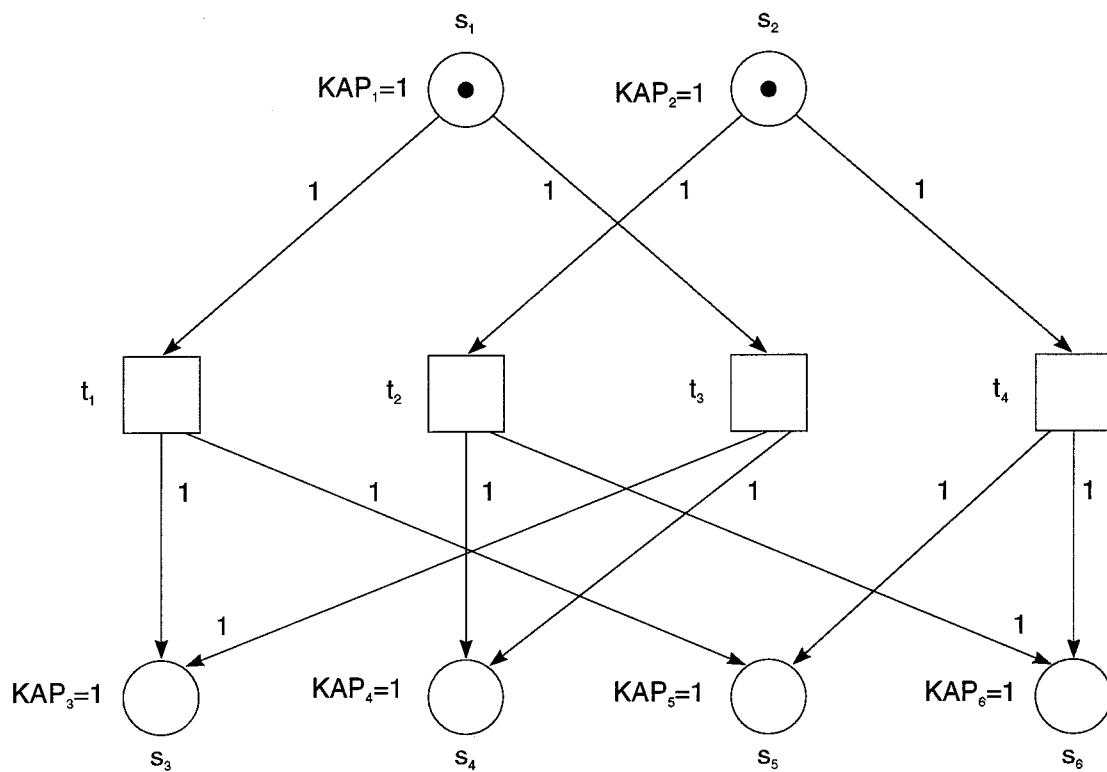 s₁ s₂
KAP₁=1 KAP₂=1
1 1 1 1
t₁ t₂ t₃ t₄
1 1 1 1 1 1
1 1
KAP₃=1 KAP₄=1 KAP₅=1 KAP₆=1
s₃ s₄ s₅ s₆